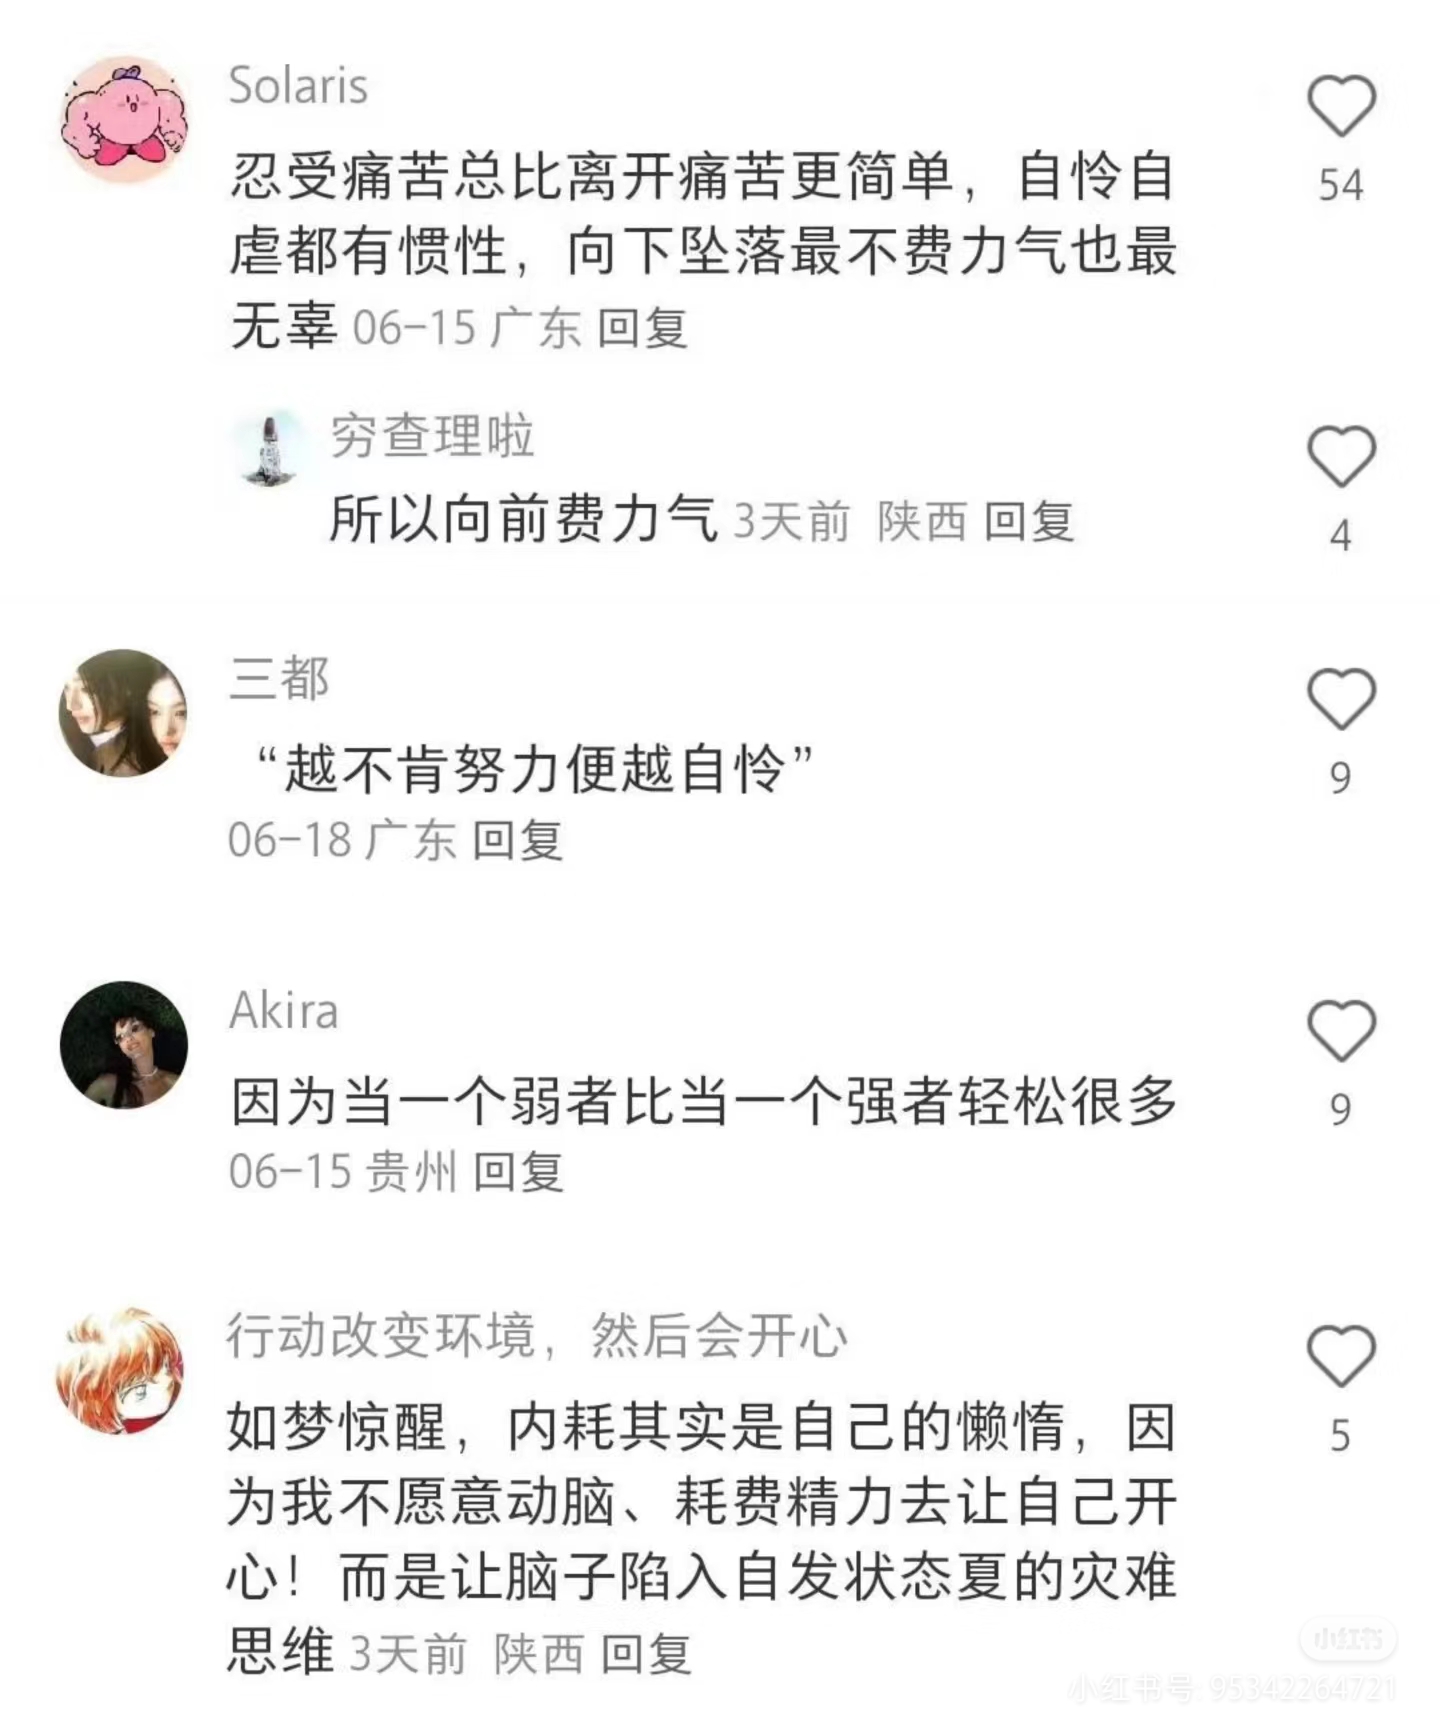 Solaris
忍受痛苦总比离开痛苦更简单，自怜自
54
虐都有惯性，向下坠落最不费力气也最
无辜 06-15 广东 回复
穷查理啦
所以向前费力气 3天前 陕西 回复
4
三都
“越不肯努力便越自怜”
9
06-18 广东 回复
Akira
因为当一个弱者比当一个强者轻松很多
9
06-15 贵州 回复
行动改变环境，然后会开心
如梦惊醒，内耗其实是自己的懒惰，因
5
为我不愿意动脑、耗费精力去让自己开
心！而是让脑子陷入自发状态夏的灾难
思维 3天前 陕西 回复
小红书
小红书号: 95342264721